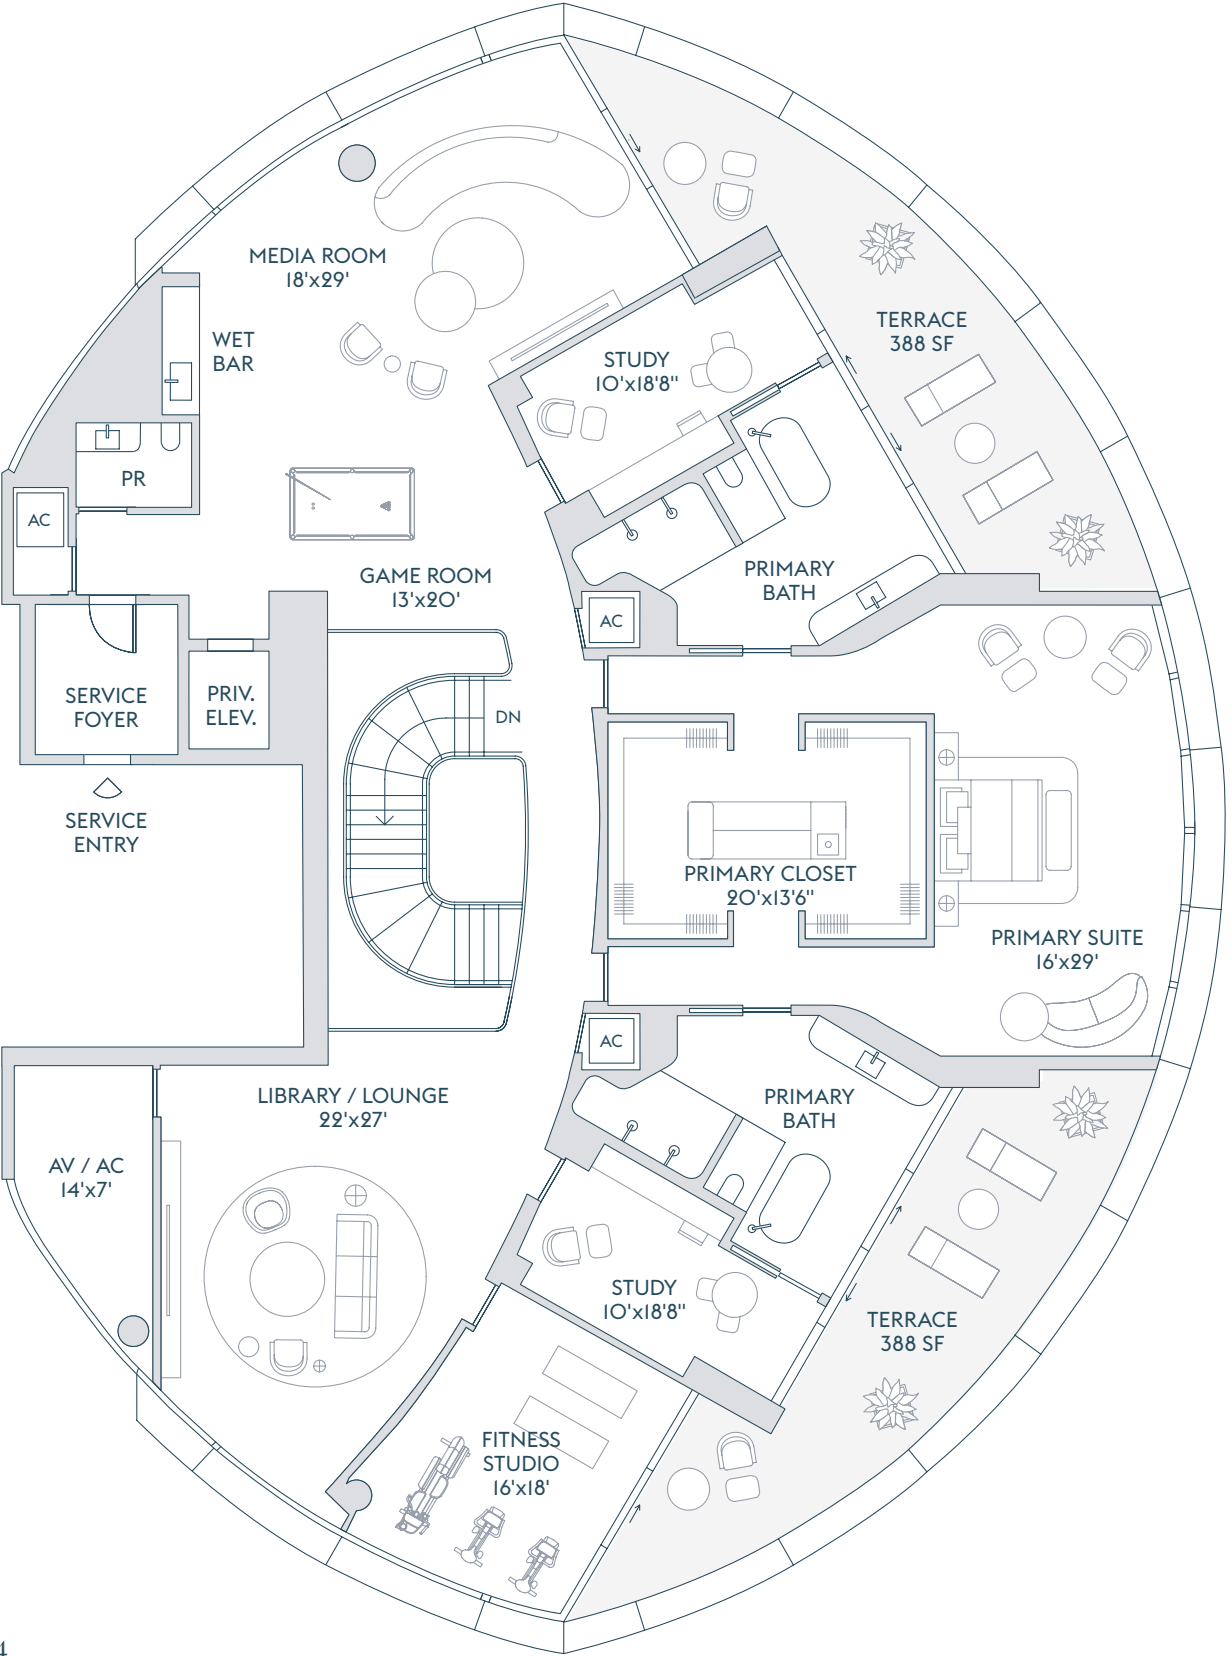 MEDIA ROOM
18'x29'
WET
BAR
TERRACE
388 SF
STUDY
10'x18'8"
PR
AC
GAME ROOM
13'x20'
PRIMARY
BATH
AC
SERVICE
FOYER
PRIV.
ELEV.
DN
SERVICE
ENTRY
PRIMARY CLOSET
20'x13'6"
PRIMARY SUITE
16'x29'
AC
LIBRARY / LOUNGE
22'x27'
PRIMARY
BATH
AV / AC
14'x7'
STUDY
10'x18'8"
TERRACE
388 SF
FITNESS
STUDIO
16'x18'